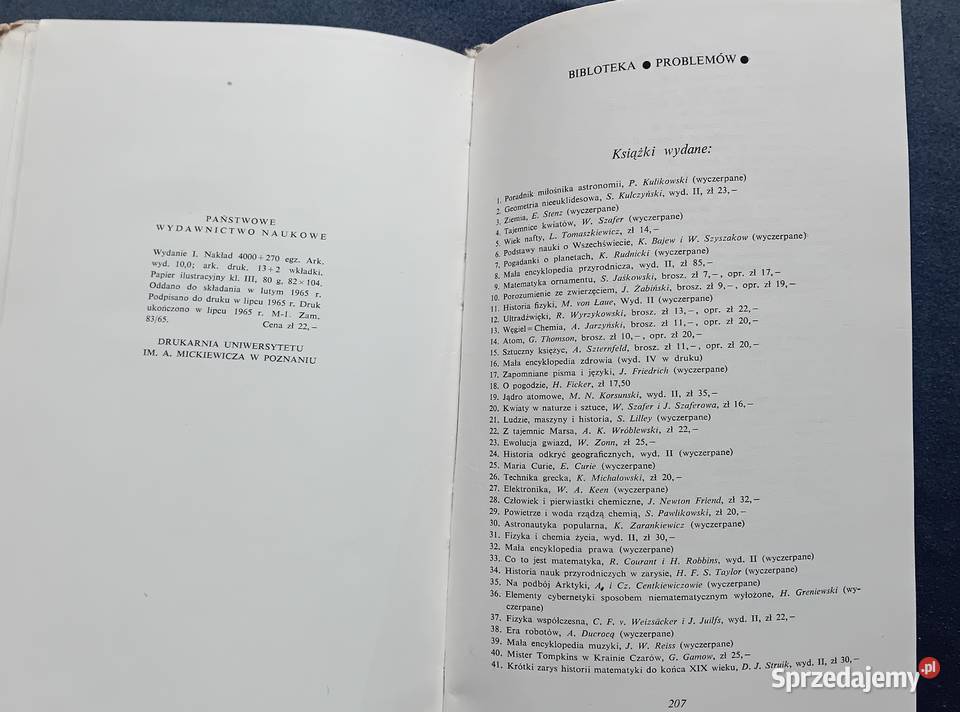 PAŃSTWOWE
WYDAWNICTWO NAUKOWE
Wydanie I. Nakład 4000+270 egz. Ark.
wyd. 10,0; ark. druk. 13+2 wkładki.
Papier ilustracyjny kl. III, 80 g, 82×104.
Oddano do składania w lutym 1965 r.
Podpisano do druku w lipcu 1965 r. Druk
ukończono w lipcu 1965 r. M-1. Zam.
83/65. Cena zł 22,—
DRUKARNIA UNIWERSYTETU
IM. A. MICKIEWICZA W POZNANIU
BIBLOTEKA ● PROBLEMÓW ●
Książki wydane:
1. Poradnik miłośnika astronomii, P. Kulikowski (wyczerpane)
2. Geometria nieeuklidesowa, S. Kulczyński, wyd. II, zł 23,—
3. Ziemia, E. Stenz (wyczerpane)
4. Tajemnice kwiatów, W. Szafer (wyczerpane)
5. Wiek nafty, L. Tomaszkiewicz, zł 14,—
6. Podstawy nauki o Wszechświecie, K. Bajew i W. Szyszakow (wyczerpane)
7. Pogadanki o planetach, K. Rudnicki (wyczerpane)
8. Mała encyklopedia przyrodnicza, wyd. II, zł 85,—
9. Matematyka ornamentu, S. Jaśkowski, brosz. zł 7,—, opr. zł 17,—
10. Porozumienie ze zwierzęciem, J. Żabiński, brosz. zł 9,—, opr. zł 19,—
11. Historia fizyki, M. von Laue, Wyd. II (wyczerpane)
12. Ultradźwięki, R. Wyrzykowski, brosz. zł 13,—, opr. zł 22,—
13. Węgiel=Chemia, A. Jarzyński, brosz. zł 11,—, opr. zł 20,—
14. Atom, G. Thomson, brosz. zł 10,—, opr. zł 20,—
15. Sztuczny księżyc, A. Szternfeld, brosz. zł 11,—, opr. zł 20,—
16. Mała encyklopedia zdrowia (wyd. IV w druku)
17. Zapomniane pisma i języki, J. Friedrich (wyczerpane)
18. O pogodzie, H. Ficker, zł 17,50
19. Jądro atomowe, M. N. Korsunski, wyd. II, zł 35,—
20. Kwiaty w naturze i sztuce, W. Szafer i J. Szaferowa, zł 16,—
21. Ludzie, maszyny i historia, S. Lilley (wyczerpane)
22. Z tajemnic Marsa, A. K. Wróblewski, zł 22,—
23. Ewolucja gwiazd, W. Zonn, zł 25,—
24. Historia odkryć geograficznych, wyd. II (wyczerpane)
25. Maria Curie, E. Curie (wyczerpane)
26. Technika grecka, K. Michałowski, zł 20,—
27. Elektronika, W. A. Keen (wyczerpane)
28. Człowiek i pierwiastki chemiczne, J. Newton Friend, zł 32,—
29. Powietrze i woda rządzą chemią, S. Pawlikowski, zł 20,—
30. Astronautyka popularna, K. Zarankiewicz (wyczerpane)
31. Fizyka i chemia życia, wyd. II, zł 30,—
32. Mała encyklopedia prawa (wyczerpane)
33. Co to jest matematyka, R. Courant i H. Robbins, wyd. II (wyczerpane)
34. Historia nauk przyrodniczych w zarysie, H. F. S. Taylor (wyczerpane)
35. Na podbój Arktyki, A. i Cz. Centkiewiczowie (wyczerpane)
36. Elementy cybernetyki sposobem niematematycznym wyłożone, H. Greniewski (wy-
czerpane)
37. Fizyka współczesna, C. F. v. Weizsäcker i J. Juilfs, wyd. II, zł 22,—
38. Era robotów, A. Ducrocq (wyczerpane)
39. Mała encyklopedia muzyki, J. W. Reiss (wyczerpane)
40. Mister Tompkins w Krainie Czarów, G. Gamow, zł 25,—
41. Krótki zarys historii matematyki do końca XIX wieku, D. J. Struik, wyd. II, zł 30,—
207
Sprzedajemy.pl